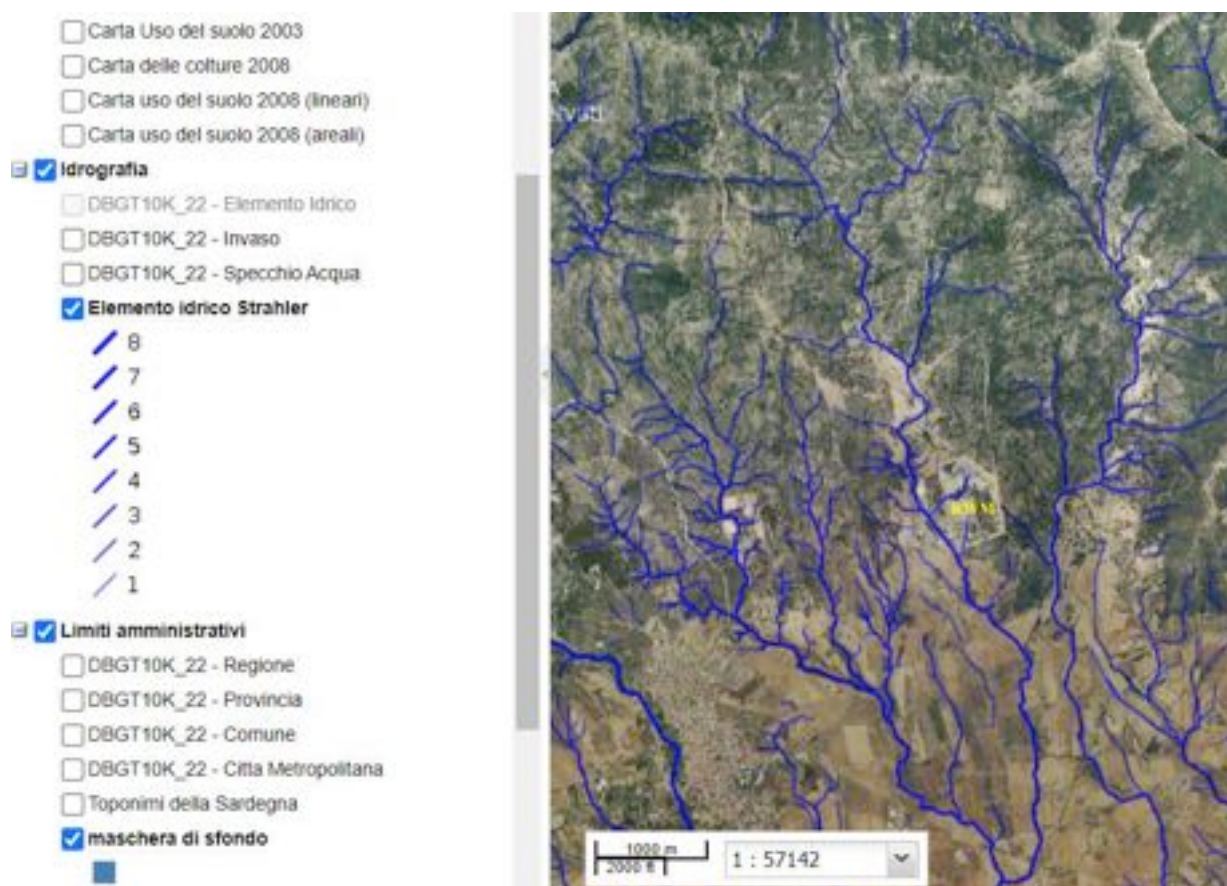 Carta Uso del suolo 2003
Carta delle colture 2008
Carta uso del suolo 2008 (lineari)
Carta uso del suolo 2008 (areali)
Idrografia
DBGT10K_22 - Elemento Idrico
DBGT10K_22 - Invaso
DBGT10K_22 - Specchio Acqua
Elemento idrico Strahler
8
7
6
5
4
3
2
1
Limiti amministrativi
DBGT10K_22 - Regione
DBGT10K_22 - Provincia
DBGT10K_22 - Comune
DBGT10K_22 - Citta Metropolitana
Toponimi della Sardegna
maschera di sfondo
1000 m
2000 ft
1 : 57142